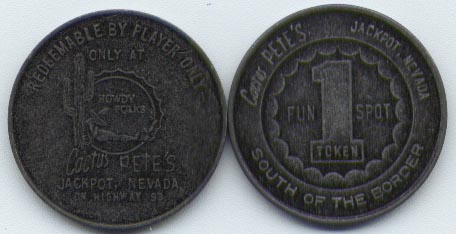 REDEEMABLE BY PLAYER ONLY
ONLY AT
HOWDY
FOLKS
Cactus PETE'S
JACKPOT, NEVADA
ON HIGHWAY 93
Cactus PETE'S. JACKPOT, NEVADA
FUN 1 SPOT
TOKEN
SOUTH OF THE BORDER